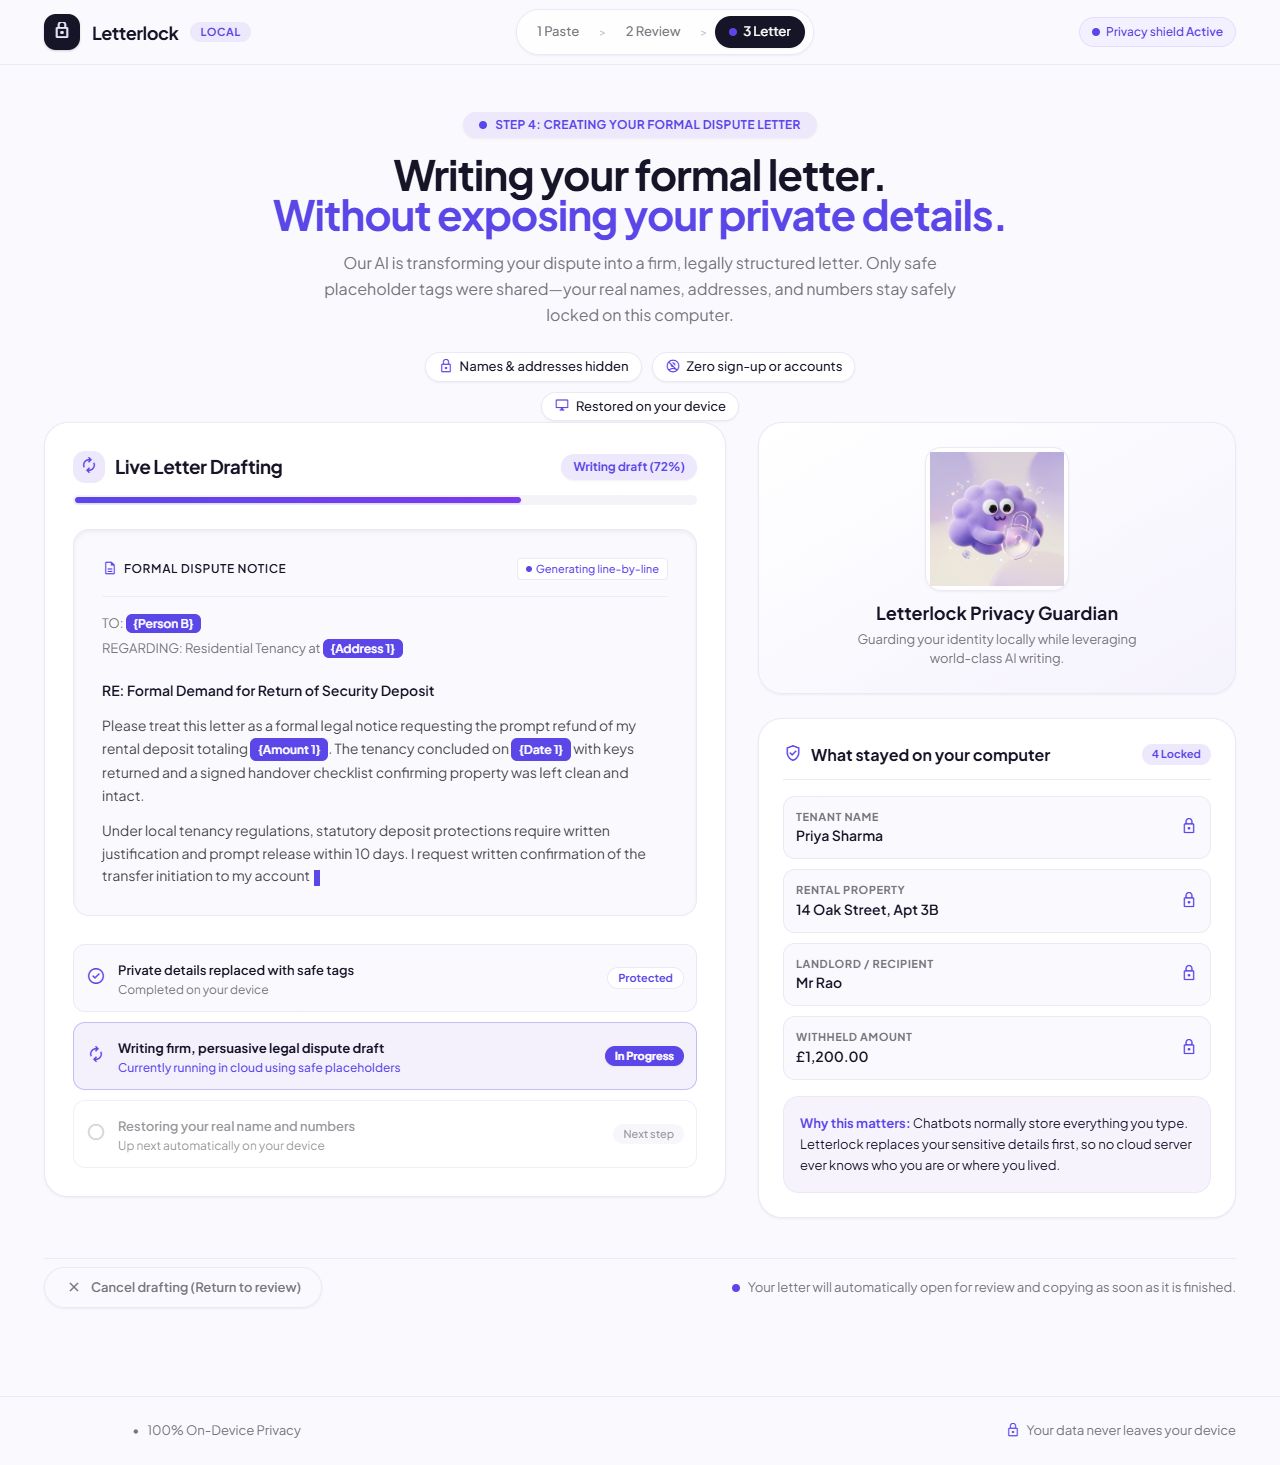 Letterlock LOCAL
1 Paste > 2 Review > 3 Letter
Privacy shield Active
STEP 4: CREATING YOUR FORMAL DISPUTE LETTER
Writing your formal letter.
Without exposing your private details.
Our AI is transforming your dispute into a firm, legally structured letter. Only safe
placeholder tags were shared—your real names, addresses, and numbers stay safely
locked on this computer.
Names & addresses hidden
Zero sign-up or accounts
Restored on your device
Live Letter Drafting
Writing draft (72%)
FORMAL DISPUTE NOTICE
Generating line-by-line
TO: {Person B}
REGARDING: Residential Tenancy at {Address 1}
RE: Formal Demand for Return of Security Deposit
Please treat this letter as a formal legal notice requesting the prompt refund of my
rental deposit totaling {Amount 1}. The tenancy concluded on {Date 1} with keys
returned and a signed handover checklist confirming property was left clean and
intact.
Under local tenancy regulations, statutory deposit protections require written
justification and prompt release within 10 days. I request written confirmation of the
transfer initiation to my account
Private details replaced with safe tags
Completed on your device
Protected
Writing firm, persuasive legal dispute draft
Currently running in cloud using safe placeholders
In Progress
Restoring your real name and numbers
Up next automatically on your device
Next step
Letterlock Privacy Guardian
Guarding your identity locally while leveraging
world-class AI writing.
What stayed on your computer
4 Locked
TENANT NAME
Priya Sharma
RENTAL PROPERTY
14 Oak Street, Apt 3B
LANDLORD / RECIPIENT
Mr Rao
WITHHELD AMOUNT
£1,200.00
Why this matters: Chatbots normally store everything you type.
Letterlock replaces your sensitive details first, so no cloud server
ever knows who you are or where you lived.
Cancel drafting (Return to review)
Your letter will automatically open for review and copying as soon as it is finished.
• 100% On-Device Privacy
Your data never leaves your device